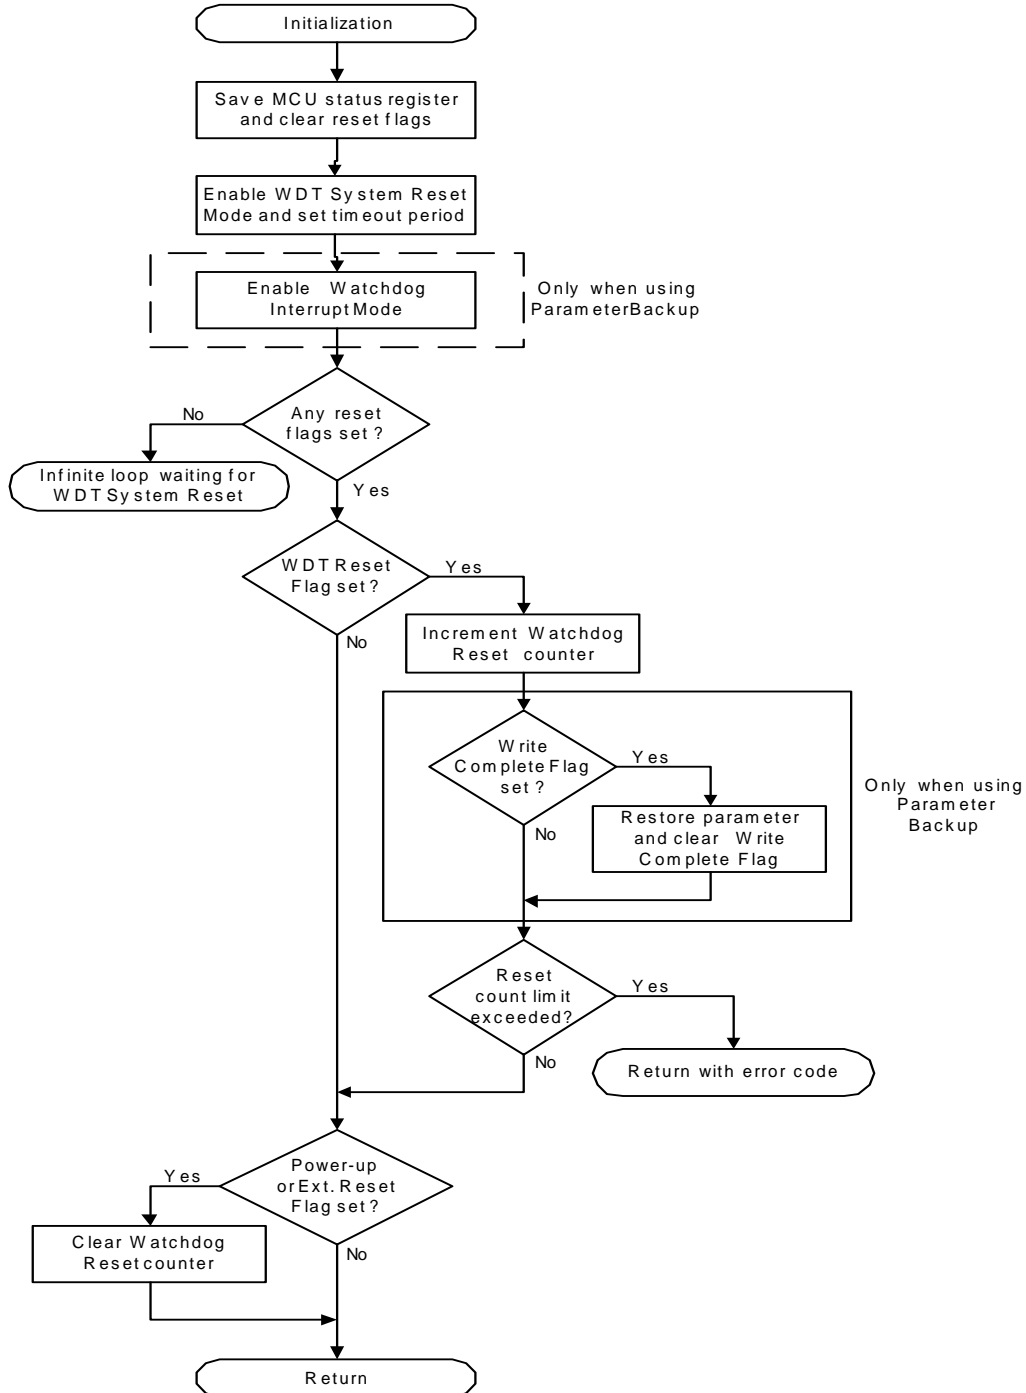 Initialization
Save MCU status register
and clear reset flags
Enable WDT System Reset
Mode and set timeout period
Enable Watchdog
Interrupt Mode
Only when using
ParameterBackup
Any reset
flags set ?
No
Infinite loop waiting for
WDT System Reset
Yes
WDT Reset
Flag set ?
Yes
No
Increment Watchdog
Reset counter
Write
Complete Flag
set ?
Yes
No
Restore parameter
and clear Write
Complete Flag
Only when using
Parameter
Backup
Reset
count limit
exceeded?
Yes
No
Return with error code
Power-up
or Ext. Reset
Flag set ?
Yes
No
Clear Watchdog
Reset counter
Return